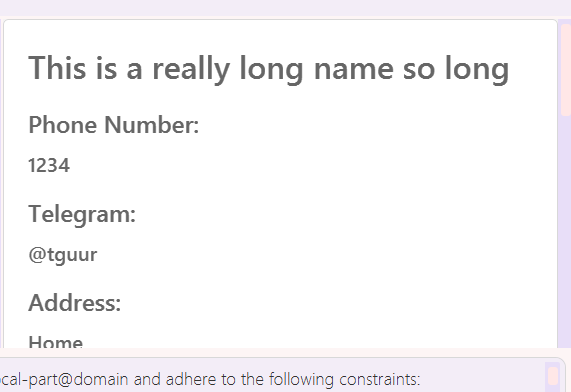 This is a really long name so long
Phone Number:
1234
Telegram:
@tguur
Address:
Home
cal-part@domain and adhere to the following constraints: